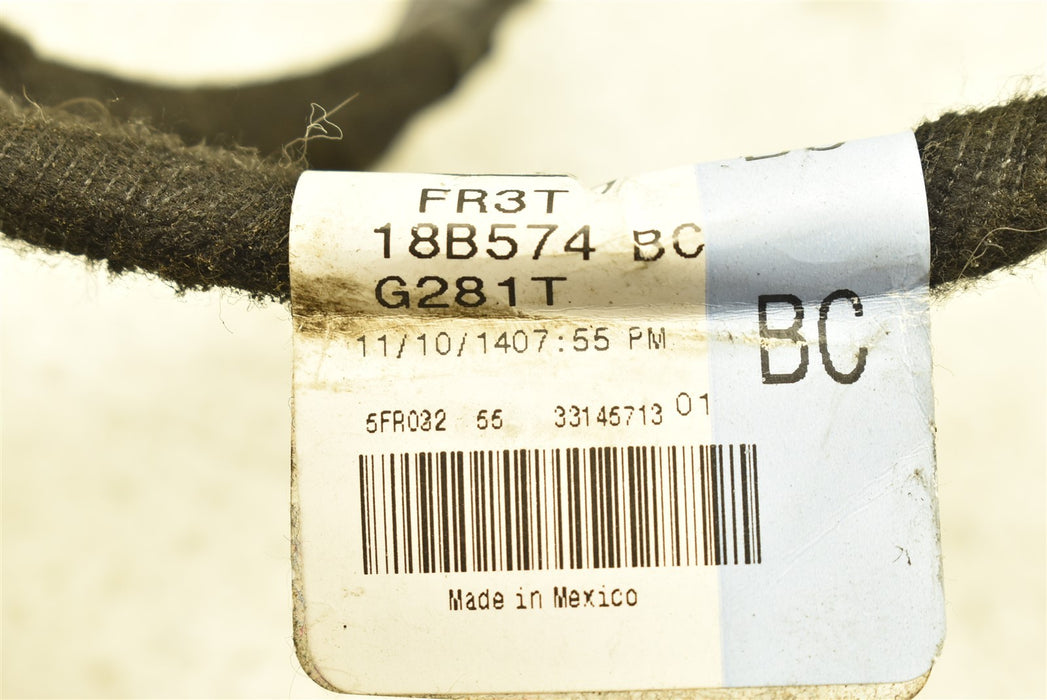 FR3T
18B574 BC
G281T
11/10/1407:55 PM
BC
5FR032 55 33145713 01
Made in Mexico